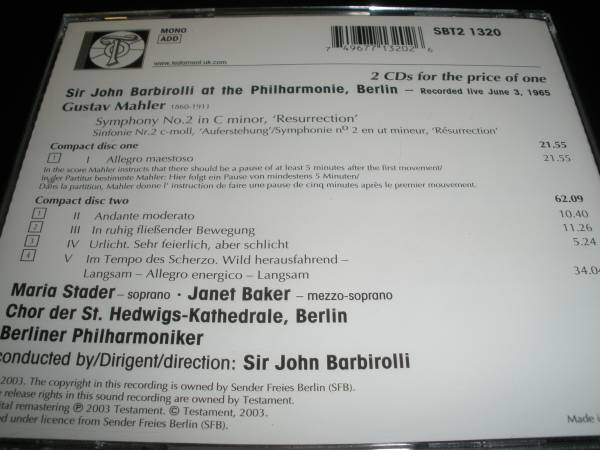 MONO
ADD
SBT2 1320
7 49677 13202 6
www.testament.uk.com
2 CDs for the price of one
Sir John Barbirolli at the Philharmonie, Berlin – Recorded live June 3, 1965
Gustav Mahler 1860-1911
Symphony No.2 in C minor, 'Resurrection'
Sinfonie Nr.2 c-moll, 'Auferstehung'/Symphonie nº 2 en ut mineur, 'Résurrection'
Compact disc one 21.55
1 I Allegro maestoso 21.55
In the score Mahler instructs that there should be a pause of at least 5 minutes after the first movement/
In der Partitur bestimmte Mahler: Hier folgt ein Pause von mindestens 5 Minuten/
Dans la partition, Mahler donne l' instruction de faire une pause de cinq minutes après le premier mouvement.
Compact disc two 62.09
1 II Andante moderato 10.40
2 III In ruhig fließender Bewegung 11.26
3 IV Urlicht. Sehr feierlich, aber schlicht 5.24
4 V Im Tempo des Scherzo. Wild herausfahrend –
Langsam – Allegro energico – Langsam 34.04
Maria Stader – soprano · Janet Baker – mezzo-soprano
Chor der St. Hedwigs-Kathedrale, Berlin
Berliner Philharmoniker
conducted by/Dirigent/direction: Sir John Barbirolli
2003. The copyright in this recording is owned by Sender Freies Berlin (SFB).
release rights in this sound recording are owned by Testament.
ital remastering ℗ 2003 Testament. © Testament, 2003.
ed under licence from Sender Freies Berlin (SFB).
Made in